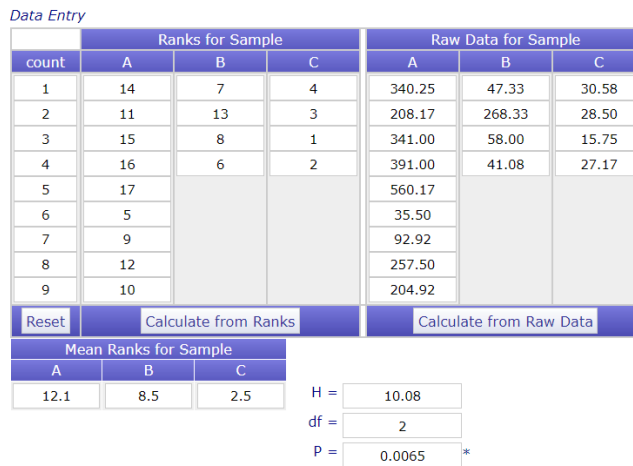 Data Entry
Ranks for Sample Raw Data for Sample
count A B C A B C
1 14 7 4 340.25 47.33 30.58
2 11 13 3 208.17 268.33 28.50
3 15 8 1 341.00 58.00 15.75
4 16 6 2 391.00 41.08 27.17
5 17 560.17
6 5 35.50
7 9 92.92
8 12 257.50
9 10 204.92
Reset Calculate from Ranks Calculate from Raw Data
Mean Ranks for Sample
A B C
12.1 8.5 2.5
H = 10.08
df = 2
P = 0.0065 *